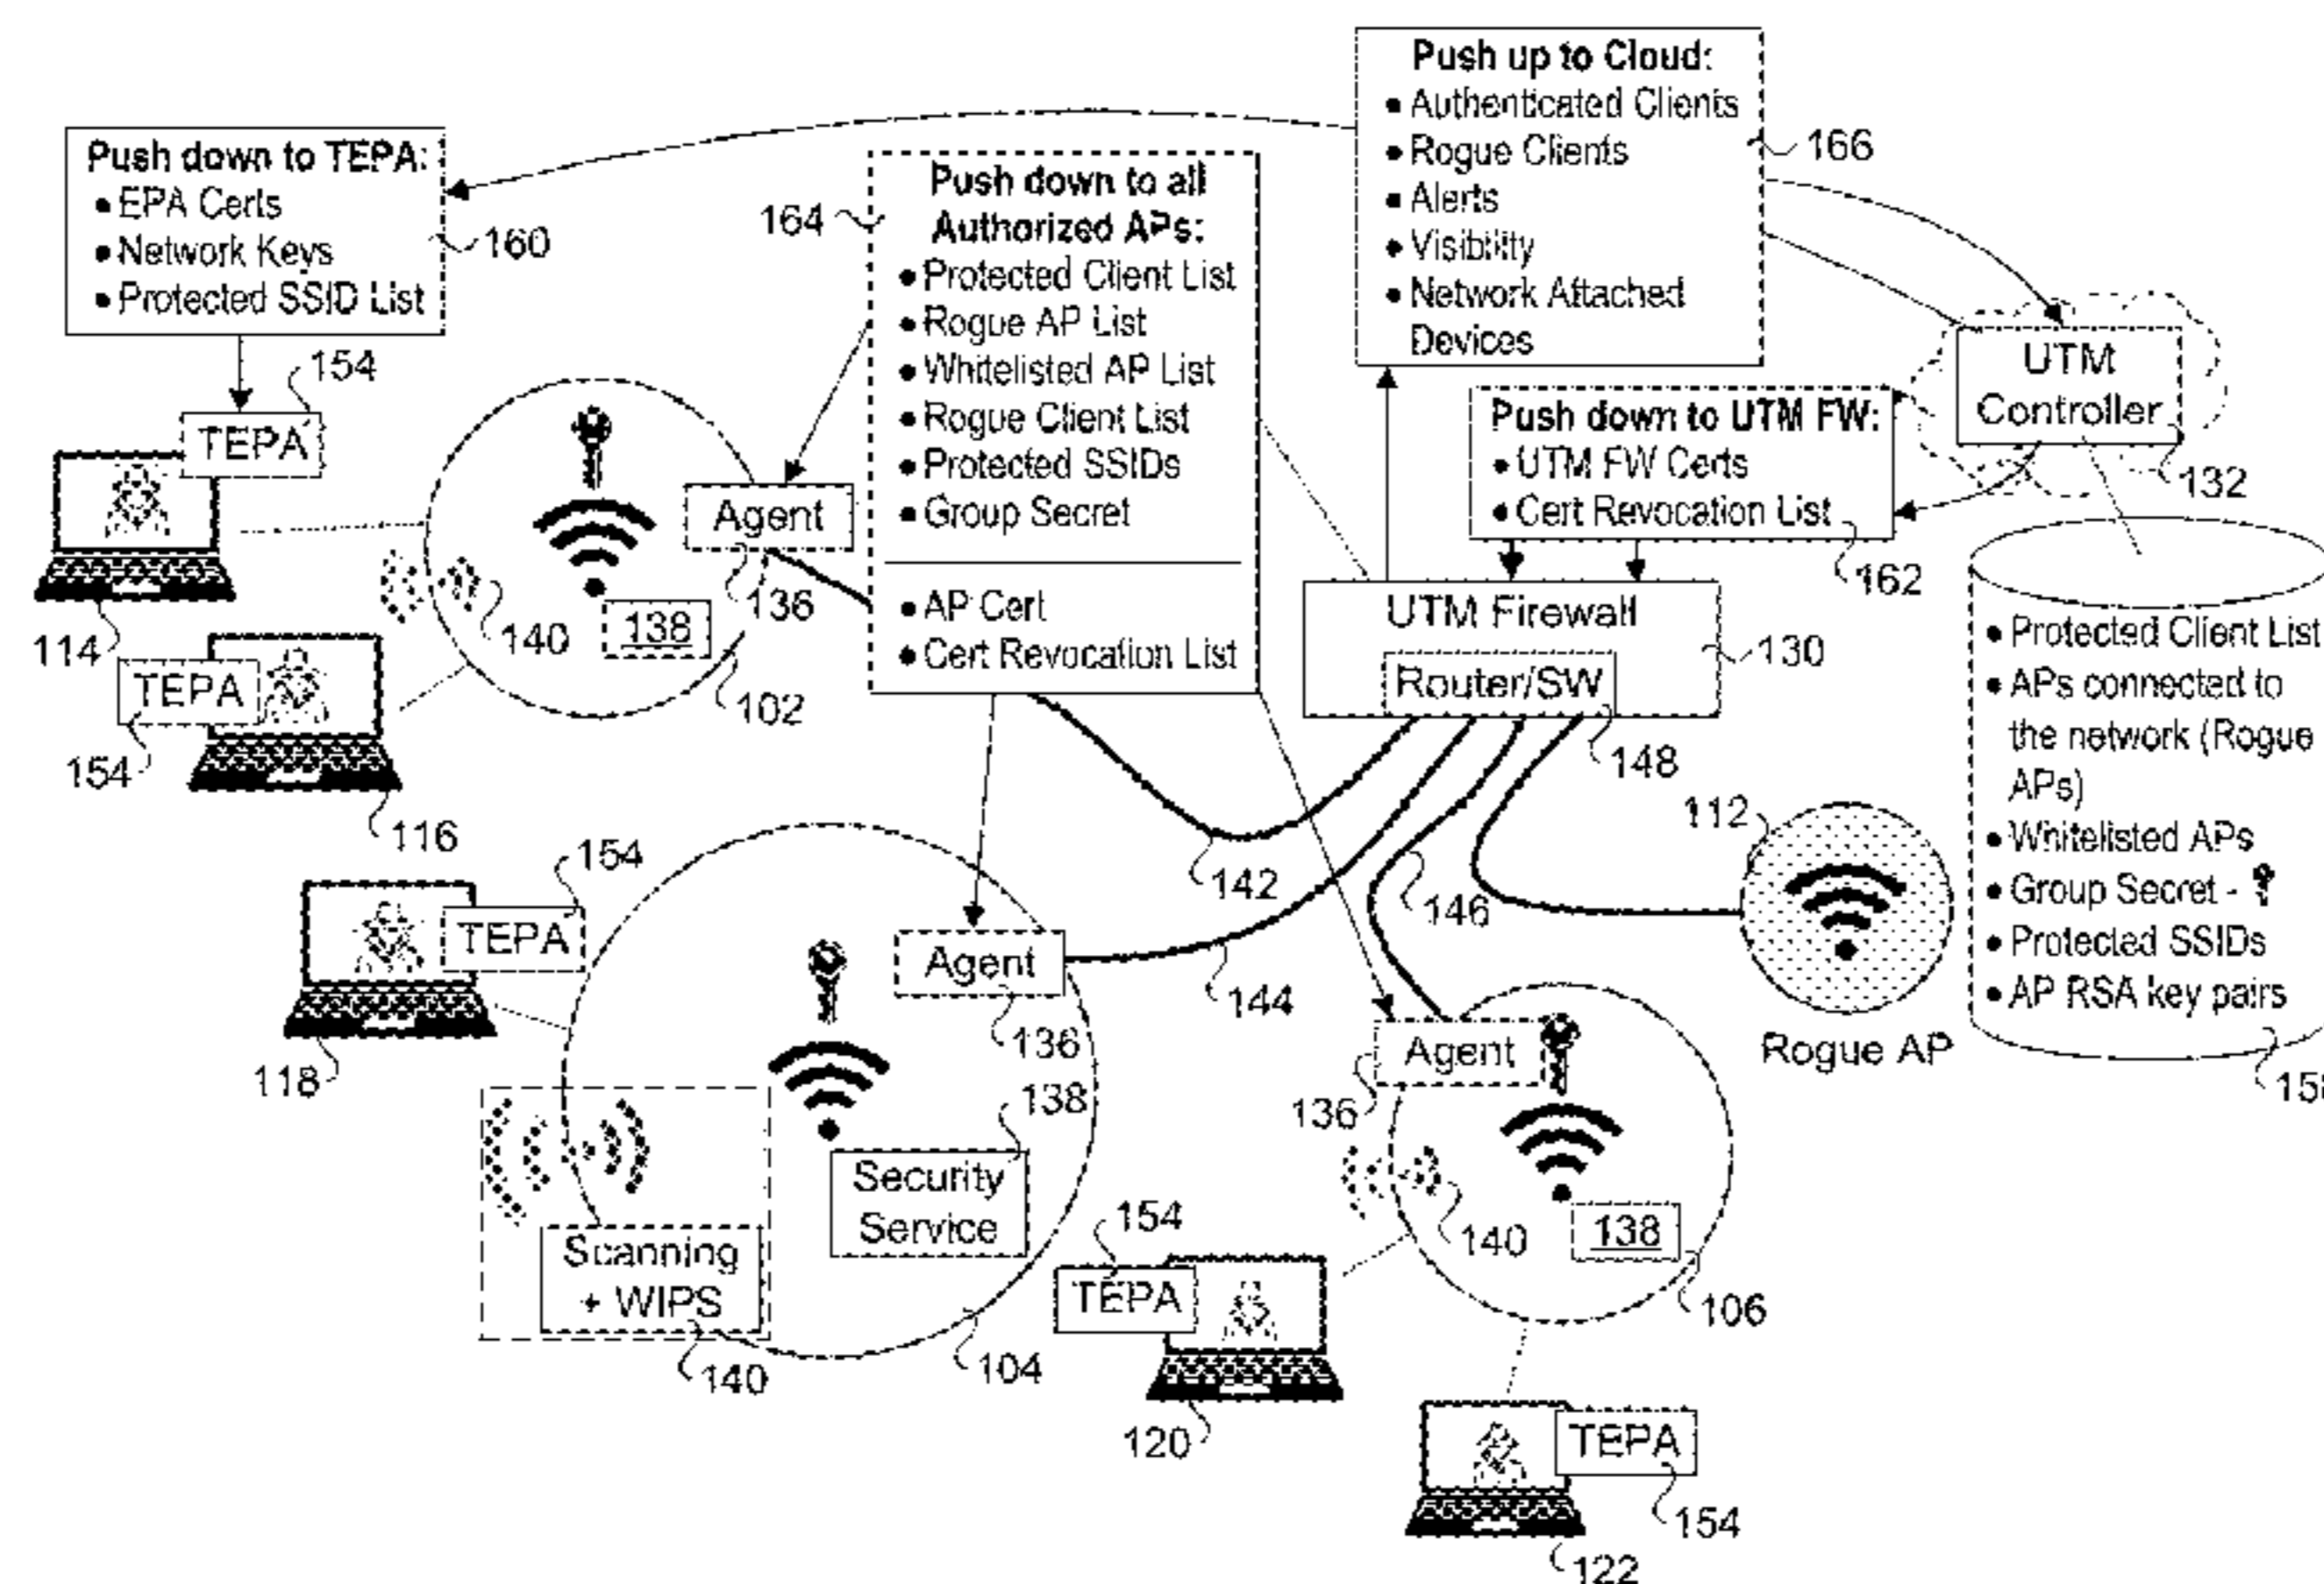 Push up to Cloud:
• Authenticated Clients
• Rogue Clients
• Alerts
• Visibility
• Network Attached
Devices
166
Push down to TEPA:
• EPA Certs
• Network Keys
• Protected SSID List
160
164
Push down to all
Authorized APs:
• Protected Client List
• Rogue AP List
• Whitelisted AP List
• Rogue Client List
• Protected SSIDs
• Group Secret
• AP Cert
• Cert Revocation List
UTM
Controller
132
Push down to UTM FW:
• UTM FW Certs
• Cert Revocation List
162
154
TEPA
114
Agent
136
140
138
102
TEPA
154
116
UTM Firewall
130
Router/SW
148
• Protected Client List
• APs connected to
the network (Rogue
APs)
• Whitelisted APs
• Group Secret -
• Protected SSIDs
• AP RSA key pairs
112
Rogue AP
142
146
144
154
TEPA
118
Agent
136
138
Security
Service
Scanning
+ WIPS
140
104
Agent
136
140
138
106
154
TEPA
120
TEPA
154
122